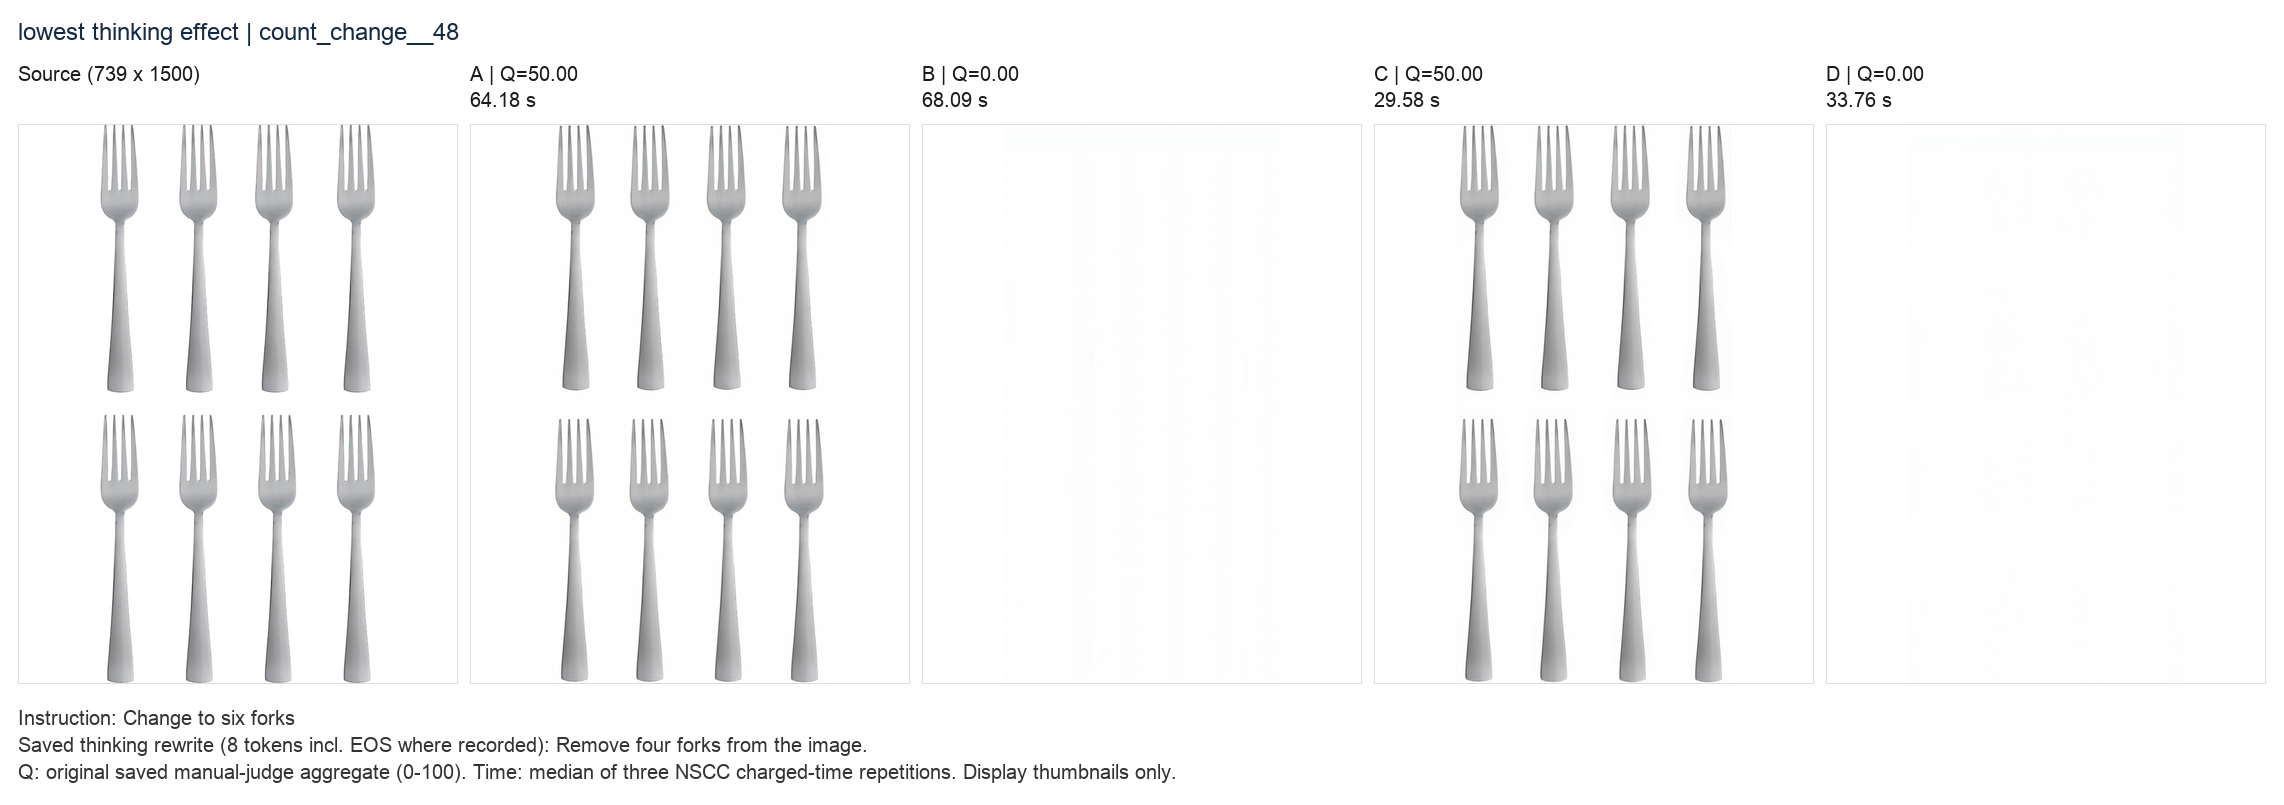 lowest thinking effect | count_change__48
Source (739 x 1500)
A | Q=50.00
64.18 s
B | Q=0.00
68.09 s
C | Q=50.00
29.58 s
D | Q=0.00
33.76 s
Instruction: Change to six forks
Saved thinking rewrite (8 tokens incl. EOS where recorded): Remove four forks from the image.
Q: original saved manual-judge aggregate (0-100). Time: median of three NSCC charged-time repetitions. Display thumbnails only.